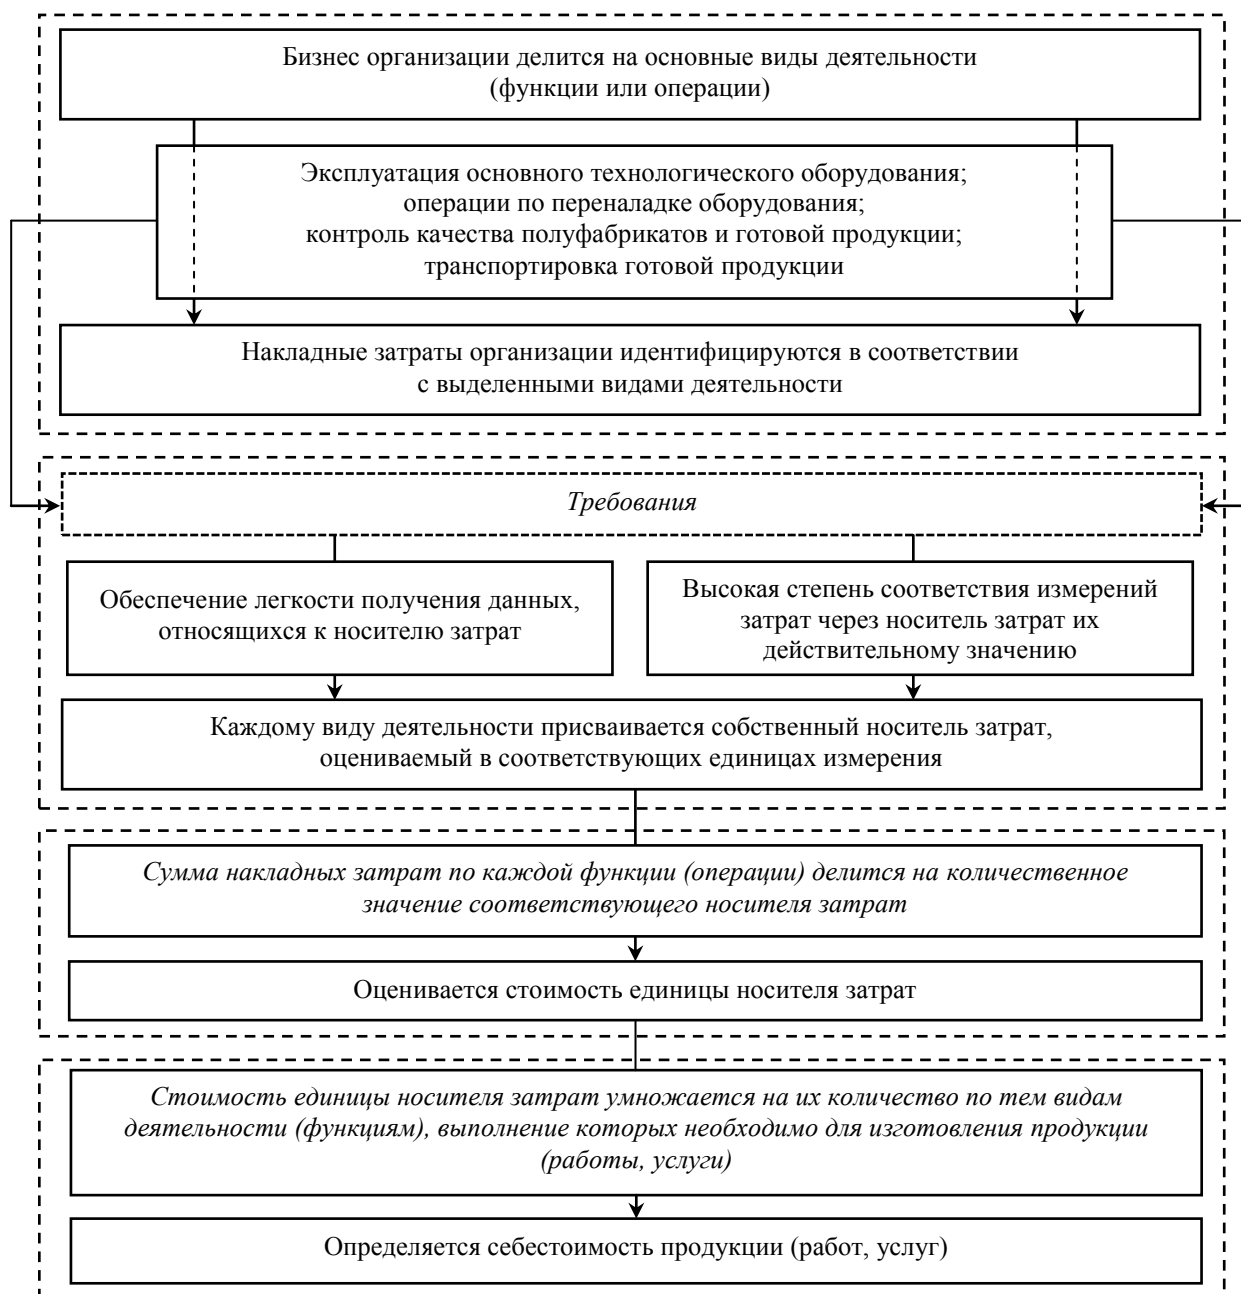 Бизнес организации делится на основные виды деятельности
(функции или операции)
Эксплуатация основного технологического оборудования;
операции по переналадке оборудования;
контроль качества полуфабрикатов и готовой продукции;
транспортировка готовой продукции
Накладные затраты организации идентифицируются в соответствии
с выделенными видами деятельности
Требования
Обеспечение легкости получения данных,
относящихся к носителю затрат
Высокая степень соответствия измерений
затрат через носитель затрат их
действительному значению
Каждому виду деятельности присваивается собственный носитель затрат,
оцениваемый в соответствующих единицах измерения
Сумма накладных затрат по каждой функции (операции) делится на количественное
значение соответствующего носителя затрат
Оценивается стоимость единицы носителя затрат
Стоимость единицы носителя затрат умножается на их количество по тем видам
деятельности (функциям), выполнение которых необходимо для изготовления продукции
(работы, услуги)
Определяется себестоимость продукции (работ, услуг)